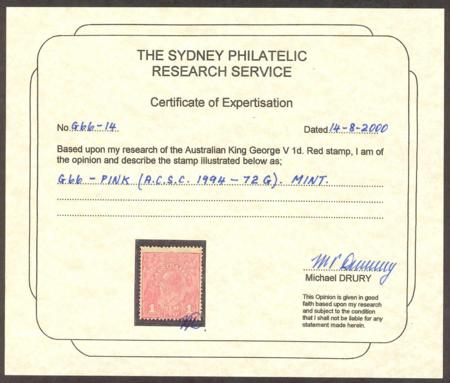 THE SYDNEY PHILATELIC
RESEARCH SERVICE
Certificate of Expertisation
No. G66-14 Dated 14-8-2000
Based upon my research of the Australian King George V 1d. Red stamp, I am of
the opinion and describe the stamp illustrated below as;
G66 - PINK (A.C.S.C. 1994 - 72G). MINT.
Michael DRURY
This Opinion is given in good
faith based upon my research
and subject to the condition
that I shall not be liable for any
statement made herein.
1 1